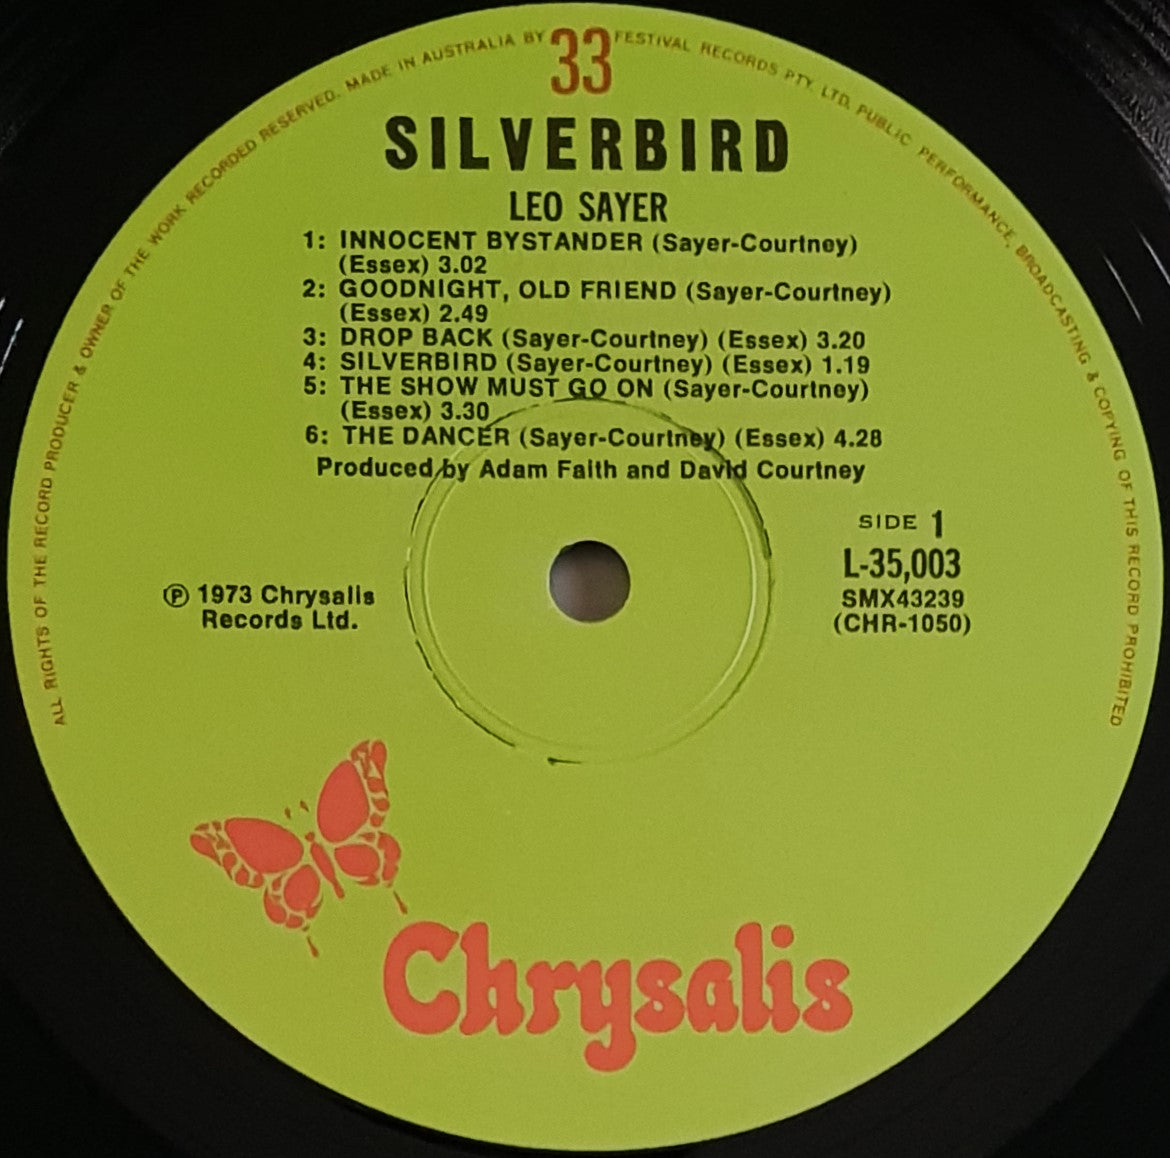 ALL RIGHTS OF THE RECORD PRODUCER & OWNER OF THE WORK RECORDED RESERVED. MADE IN AUSTRALIA BY FESTIVAL RECORDS PTY. LTD. PUBLIC PERFORMANCE, BROADCASTING & COPYING OF THIS RECORD PROHIBITED
33
SILVERBIRD
LEO SAYER
1: INNOCENT BYSTANDER (Sayer-Courtney)
(Essex) 3.02
2: GOODNIGHT, OLD FRIEND (Sayer-Courtney)
(Essex) 2.49
3: DROP BACK (Sayer-Courtney) (Essex) 3.20
4: SILVERBIRD (Sayer-Courtney) (Essex) 1.19
5: THE SHOW MUST GO ON (Sayer-Courtney)
(Essex) 3.30
6: THE DANCER (Sayer-Courtney) (Essex) 4.28
Produced by Adam Faith and David Courtney
SIDE 1
L-35,003
SMX43239
(CHR-1050)
℗ 1973 Chrysalis
Records Ltd.
Chrysalis